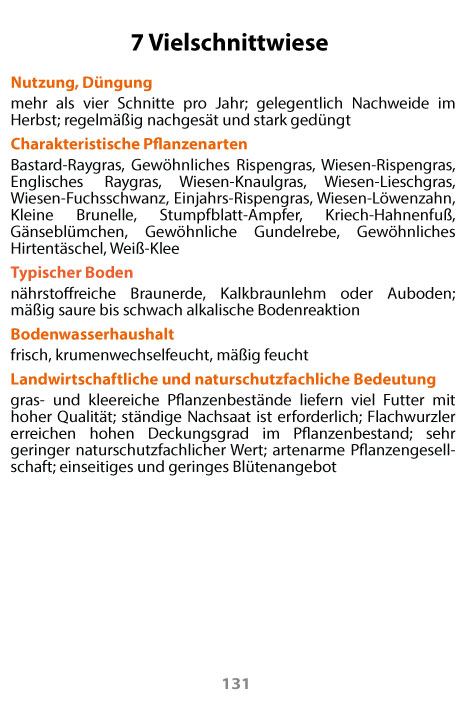 7 Vielschnittwiese
Nutzung, Düngung
mehr als vier Schnitte pro Jahr; gelegentlich Nachweide im
Herbst; regelmäßig nachgesät und stark gedüngt
Charakteristische Pflanzenarten
Bastard-Raygras, Gewöhnliches Rispengras, Wiesen-Rispengras,
Englisches Raygras, Wiesen-Knaulgras, Wiesen-Lieschgras,
Wiesen-Fuchsschwanz, Einjahrs-Rispengras, Wiesen-Löwenzahn,
Kleine Brunelle, Stumpfblatt-Ampfer, Kriech-Hahnenfuß,
Gänseblümchen, Gewöhnliche Gundelrebe, Gewöhnliches
Hirtentäschel, Weiß-Klee
Typischer Boden
nährstoffreiche Braunerde, Kalkbraunlehm oder Auboden;
mäßig saure bis schwach alkalische Bodenreaktion
Bodenwasserhaushalt
frisch, krumenwechselfeucht, mäßig feucht
Landwirtschaftliche und naturschutzfachliche Bedeutung
gras- und kleereiche Pflanzenbestände liefern viel Futter mit
hoher Qualität; ständige Nachsaat ist erforderlich; Flachwurzler
erreichen hohen Deckungsgrad im Pflanzenbestand; sehr
geringer naturschutzfachlicher Wert; artenarme Pflanzengesell-
schaft; einseitiges und geringes Blütenangebot
131